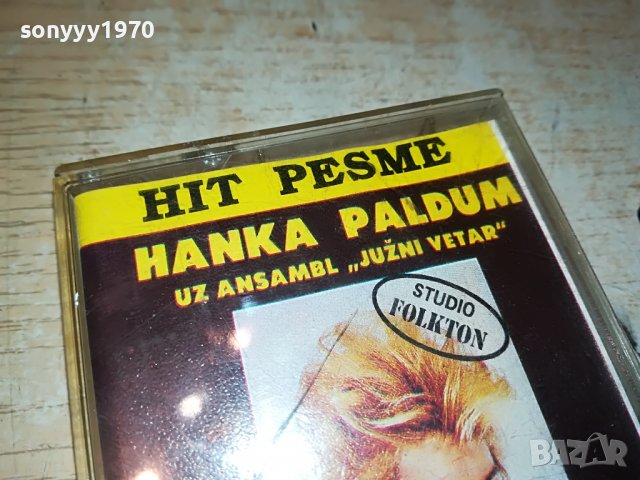 sonyyy1970
HIT PESME
HANKA PALDUM
UZ ANSAMBL „JUŽNI VETAR"
STUDIO
FOLKTON
BAZAR